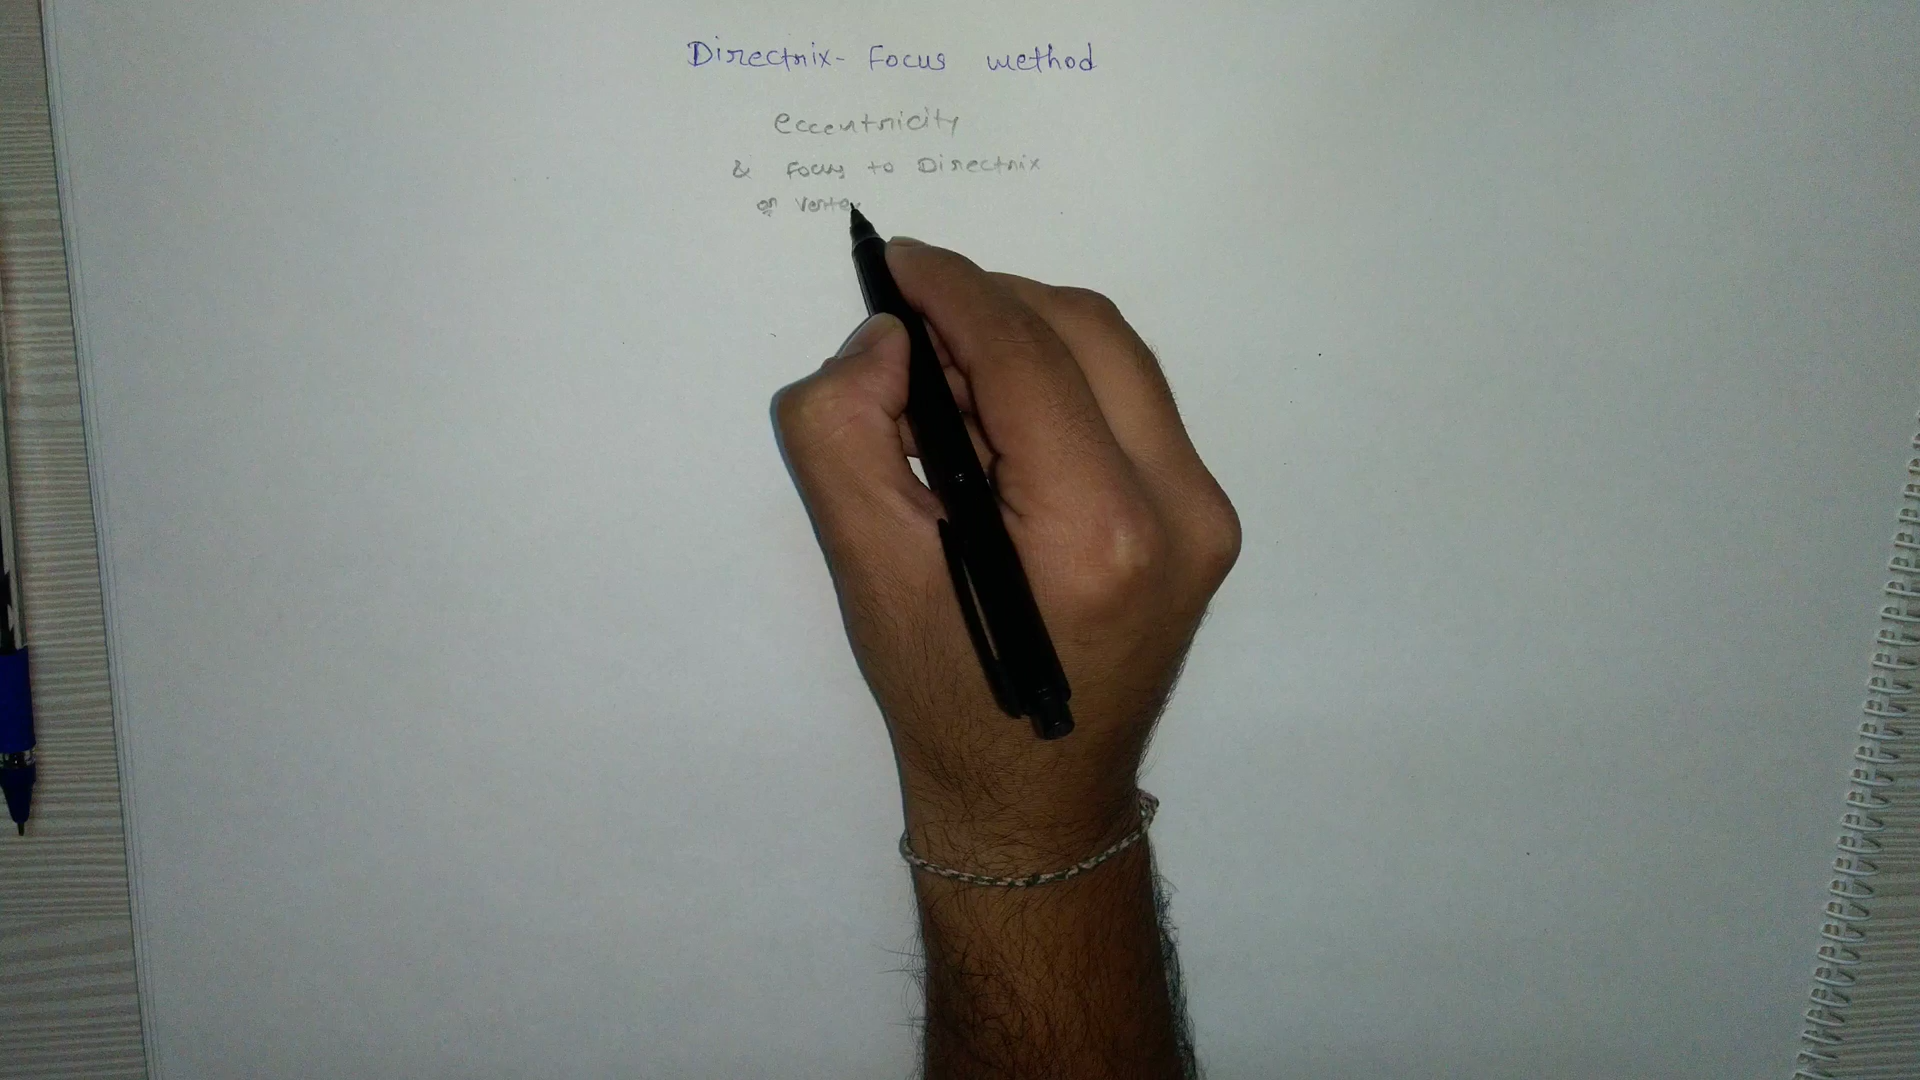 Directrix- Focus method
eccentricity
& Focus to Directrix
or Vertex